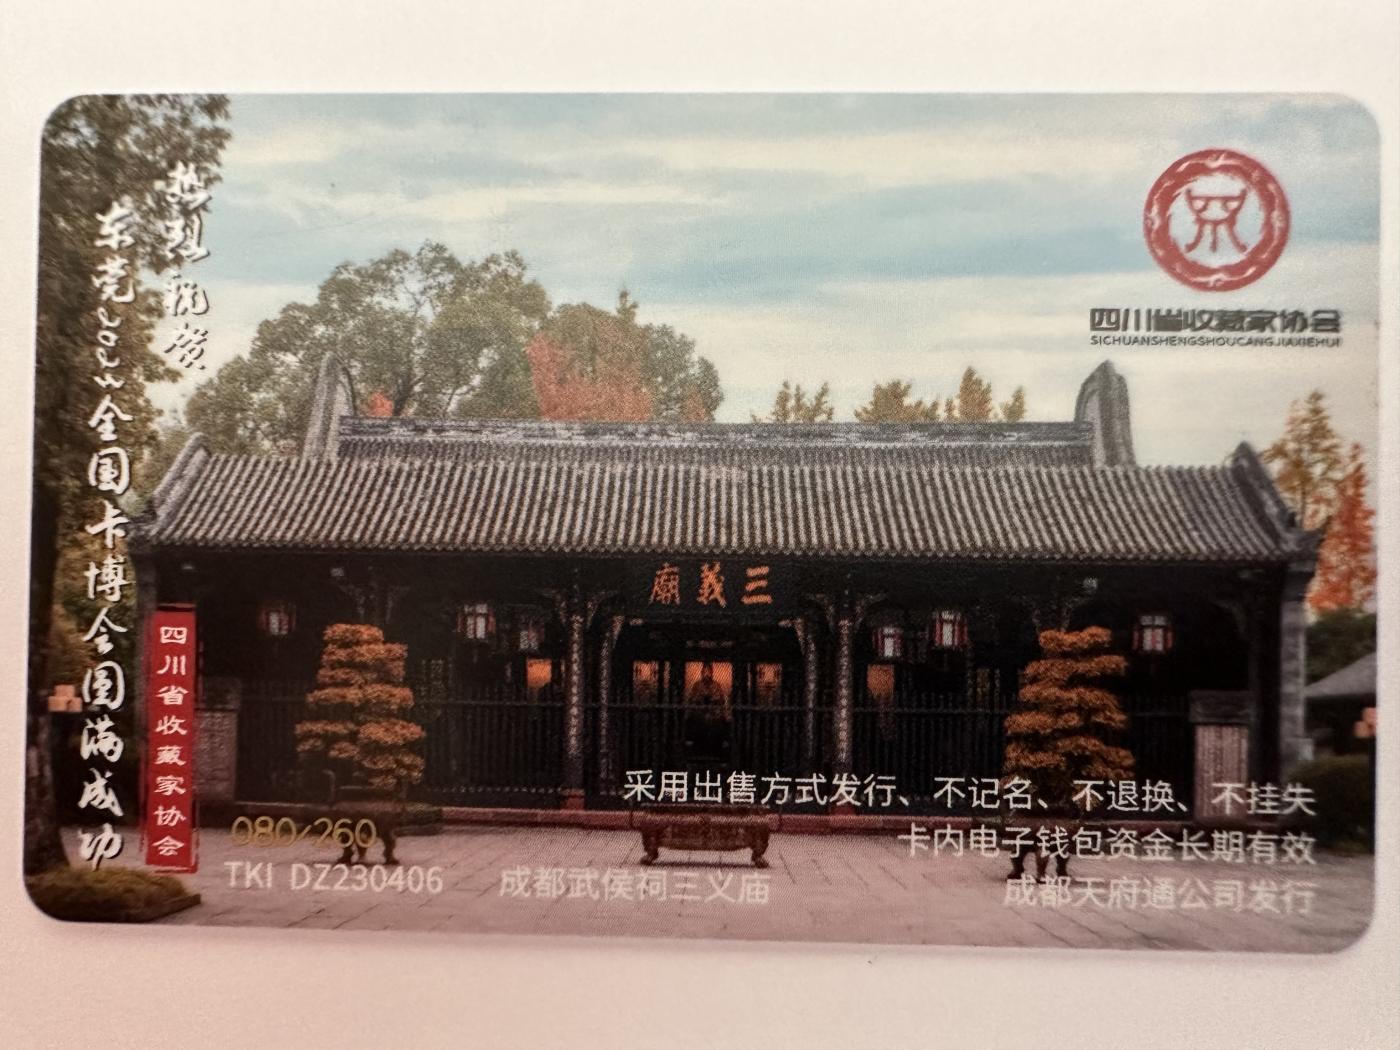 热烈祝贺
东莞2023全国卡博会圆满成功
四川省收藏家协会
四川省收藏家协会
SICHUANSHENGSHOUCANGJIAXIEHUI
三義廟
采用出售方式发行、不记名、不退换、不挂失
卡内电子钱包资金长期有效
成都天府通公司发行
080/260
TKI DZ230406
成都武侯祠三义庙